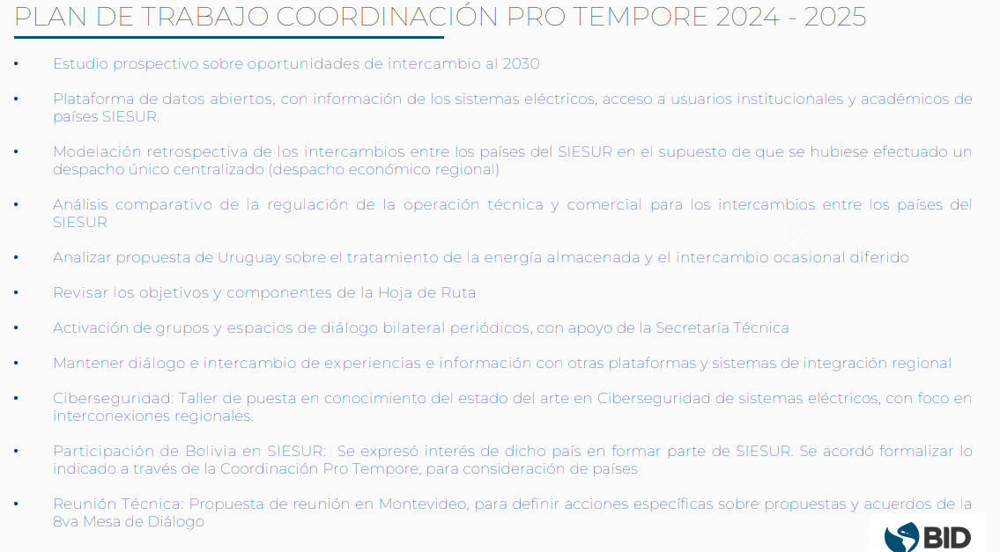 PLAN DE TRABAJO COORDINACIÓN PRO TEMPORE 2024 - 2025
• Estudio prospectivo sobre oportunidades de intercambio al 2030
• Plataforma de datos abiertos, con información de los sistemas eléctricos, acceso a usuarios institucionales y académicos de
países SIESUR.
• Modelación retrospectiva de los intercambios entre los países del SIESUR en el supuesto de que se hubiese efectuado un
despacho único centralizado (despacho económico regional)
• Análisis comparativo de la regulación de la operación técnica y comercial para los intercambios entre los países del
SIESUR
• Analizar propuesta de Uruguay sobre el tratamiento de la energía almacenada y el intercambio ocasional diferido
• Revisar los objetivos y componentes de la Hoja de Ruta
• Activación de grupos y espacios de diálogo bilateral periódicos, con apoyo de la Secretaría Técnica
• Mantener diálogo e intercambio de experiencias e información con otras plataformas y sistemas de integración regional
• Ciberseguridad: Taller de puesta en conocimiento del estado del arte en Ciberseguridad de sistemas eléctricos, con foco en
interconexiones regionales.
• Participación de Bolivia en SIESUR: Se expresó interés de dicho país en formar parte de SIESUR. Se acordó formalizar lo
indicado a través de la Coordinación Pro Tempore, para consideración de países
• Reunión Técnica: Propuesta de reunión en Montevideo, para definir acciones específicas sobre propuestas y acuerdos de la
8va Mesa de Diálogo
BID